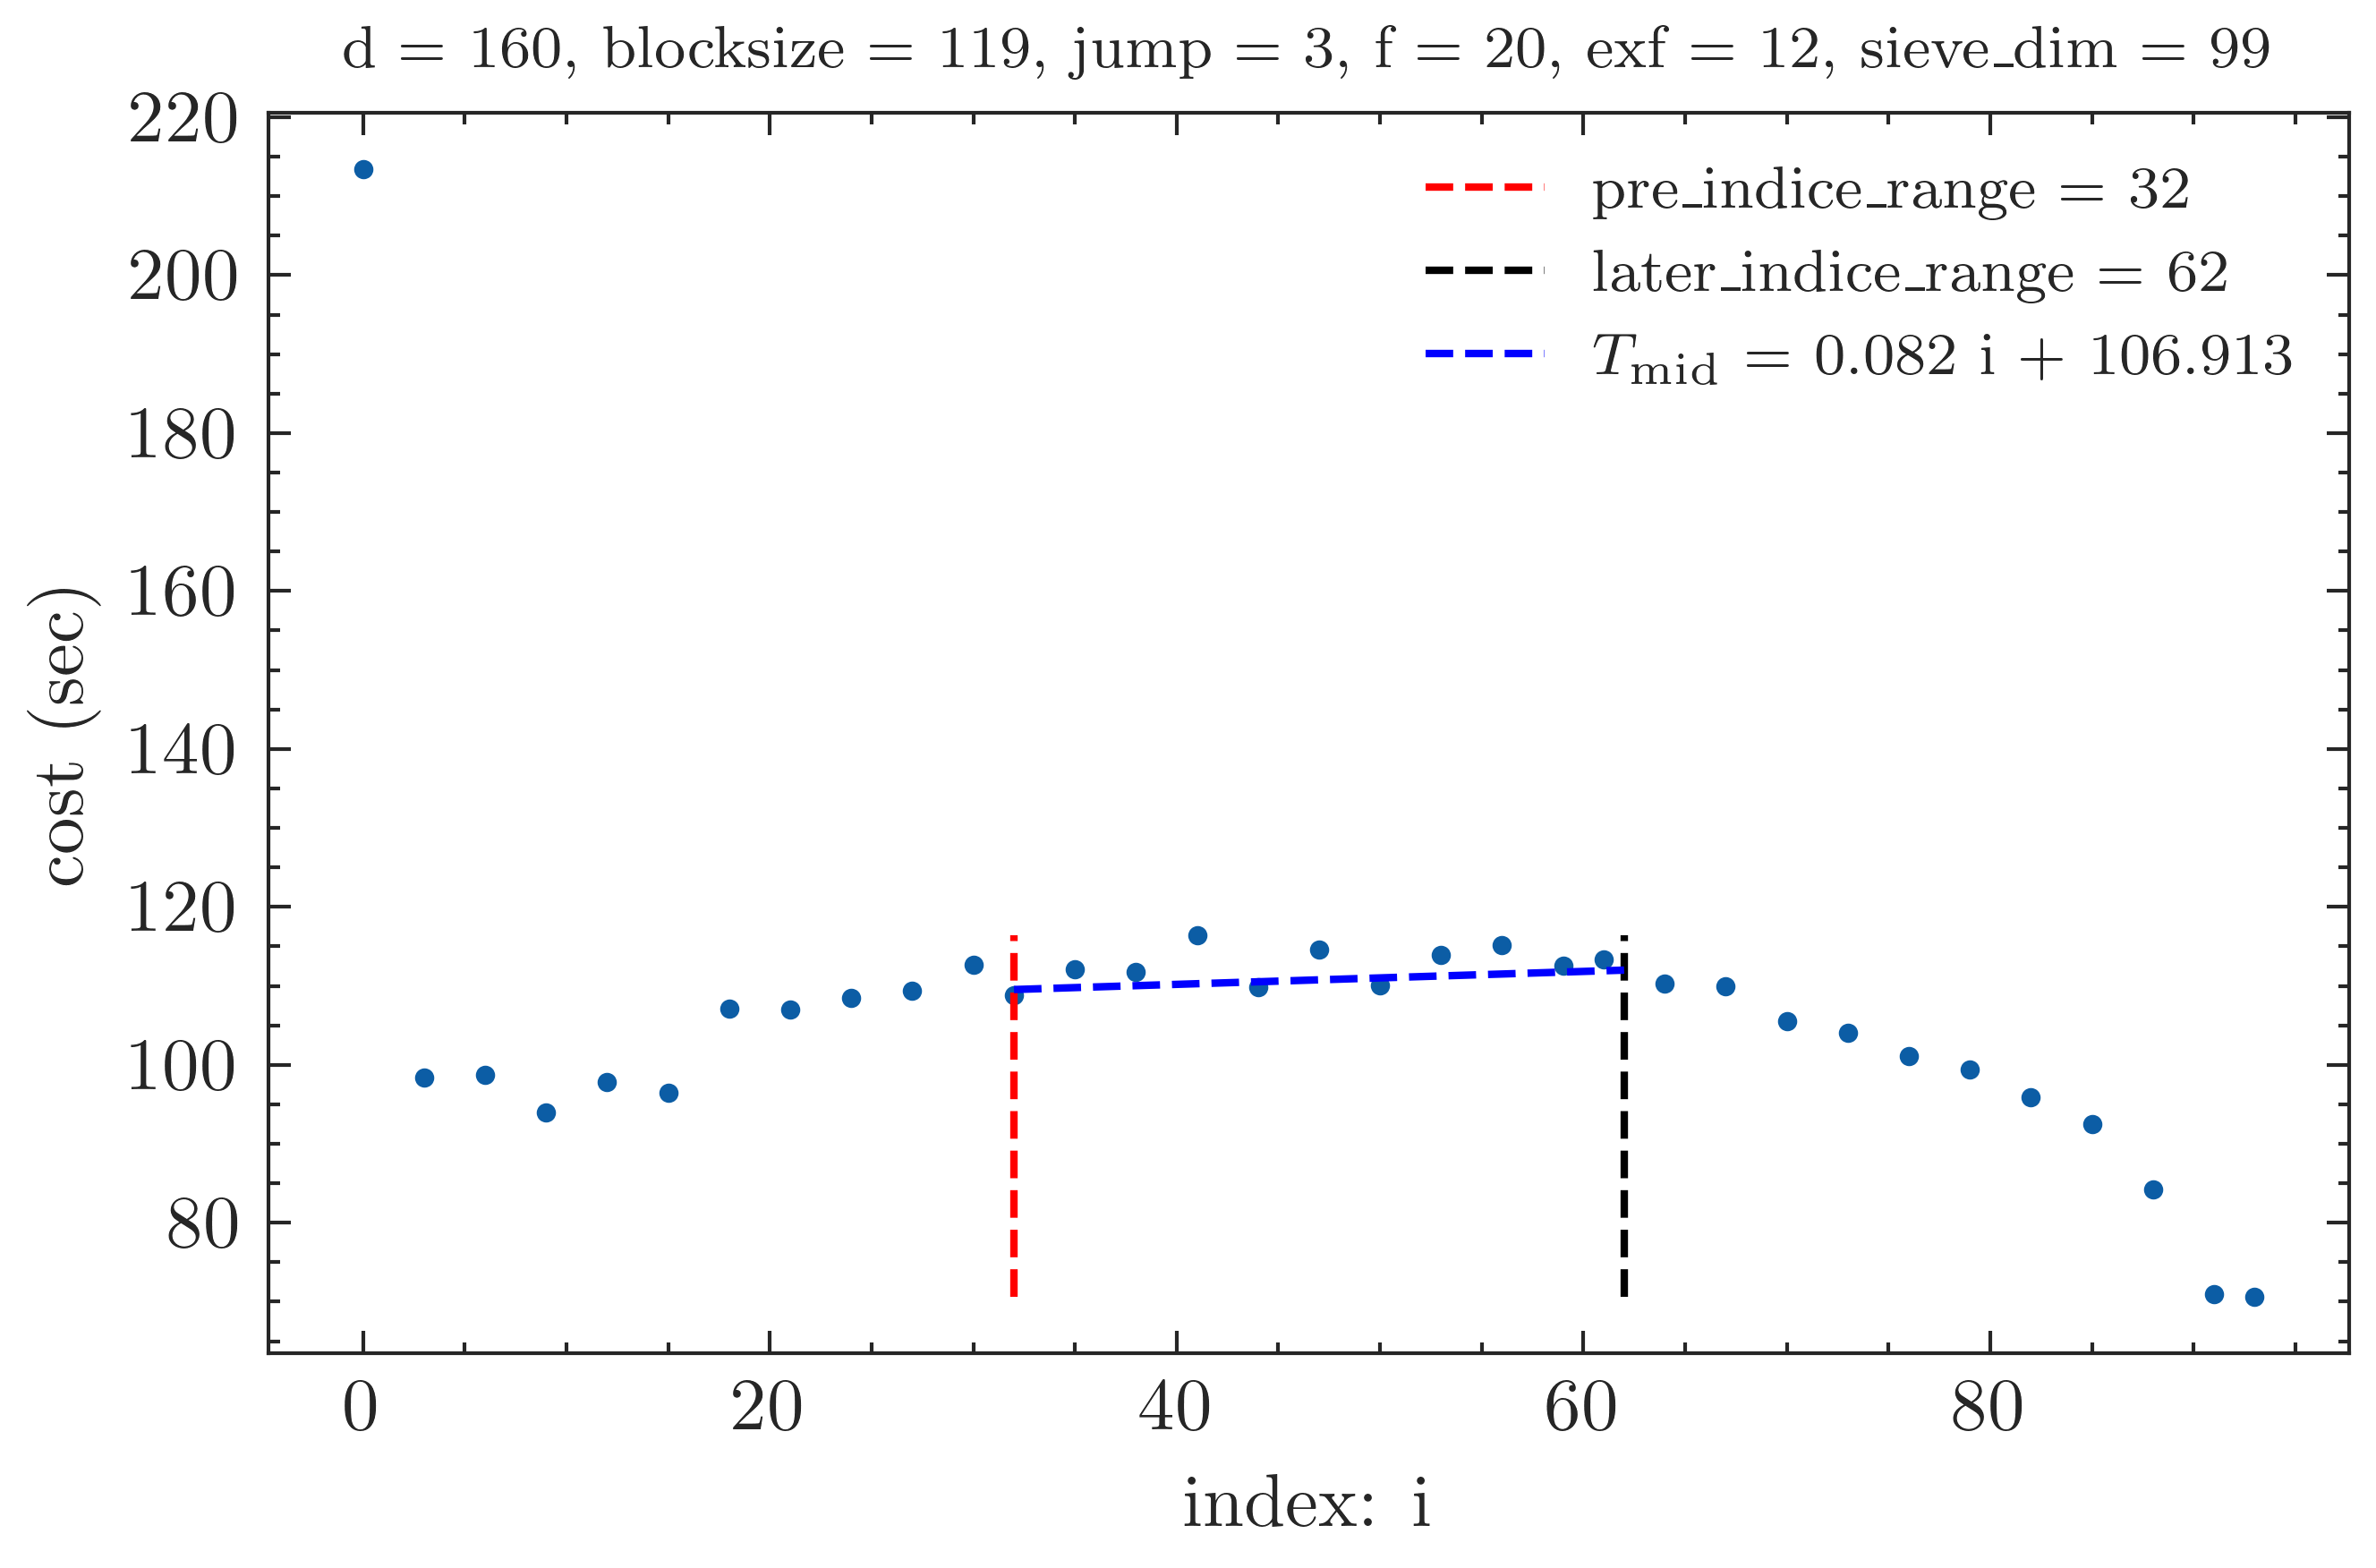 d = 160, blocksize = 119, jump = 3, f = 20, exf = 12, sieve_dim = 99
220
200
180
160
140
120
100
80
cost (sec)
pre_indice_range = 32
later_indice_range = 62
T_mid = 0.082 i + 106.913
0 20 40 60 80
index: i